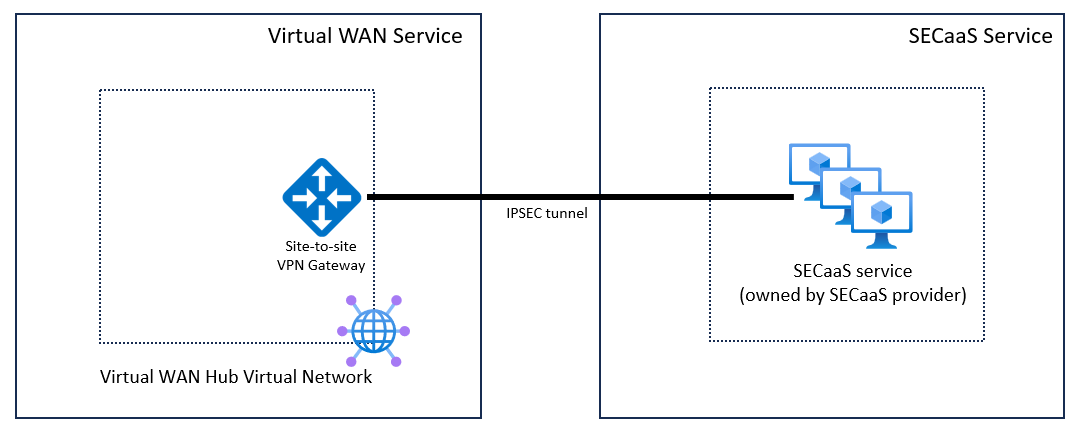 Virtual WAN Service
SECaaS Service
IPSEC tunnel
Site-to-site
VPN Gateway
SECaaS service
(owned by SECaaS provider)
Virtual WAN Hub Virtual Network